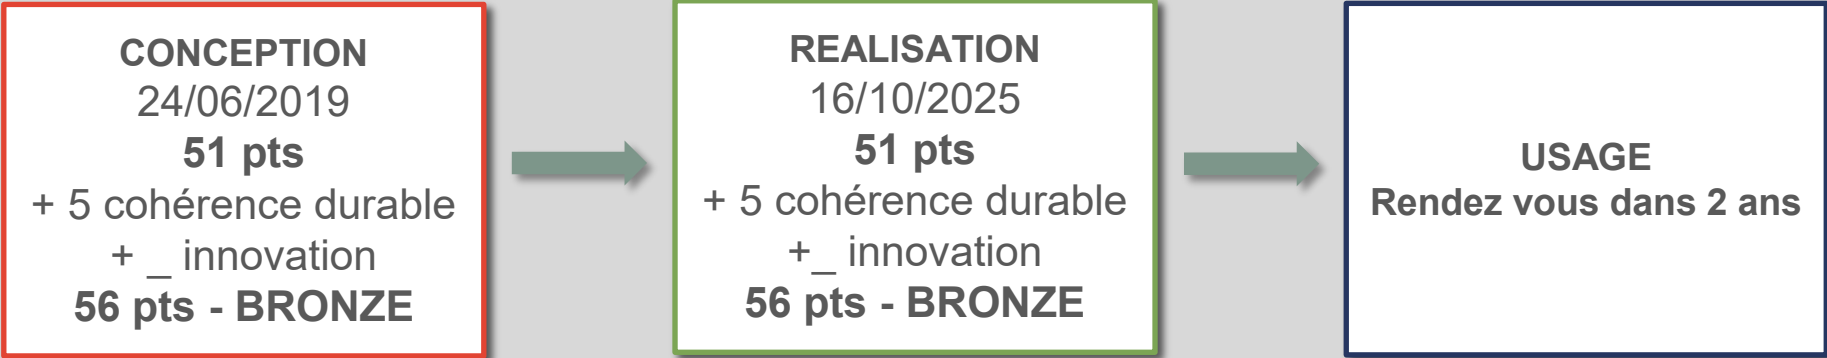 CONCEPTION
24/06/2019
51 pts
+ 5 cohérence durable
+ _ innovation
56 pts - BRONZE
REALISATION
16/10/2025
51 pts
+ 5 cohérence durable
+_ innovation
56 pts - BRONZE
USAGE
Rendez vous dans 2 ans